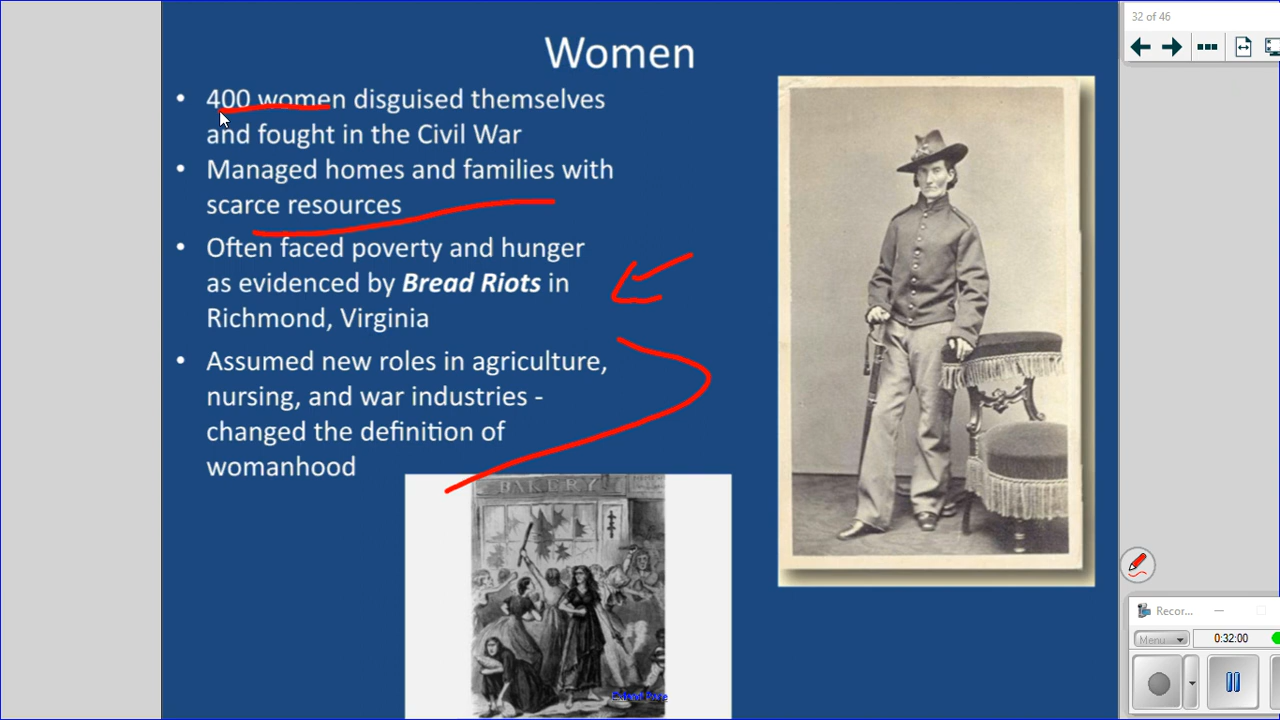 32 of 46
Women
• 400 women disguised themselves
and fought in the Civil War
• Managed homes and families with
scarce resources
• Often faced poverty and hunger
as evidenced by Bread Riots in
Richmond, Virginia
• Assumed new roles in agriculture,
nursing, and war industries -
changed the definition of
womanhood
BAKERY
Extend Page
Recor...
Menu
0:32:00